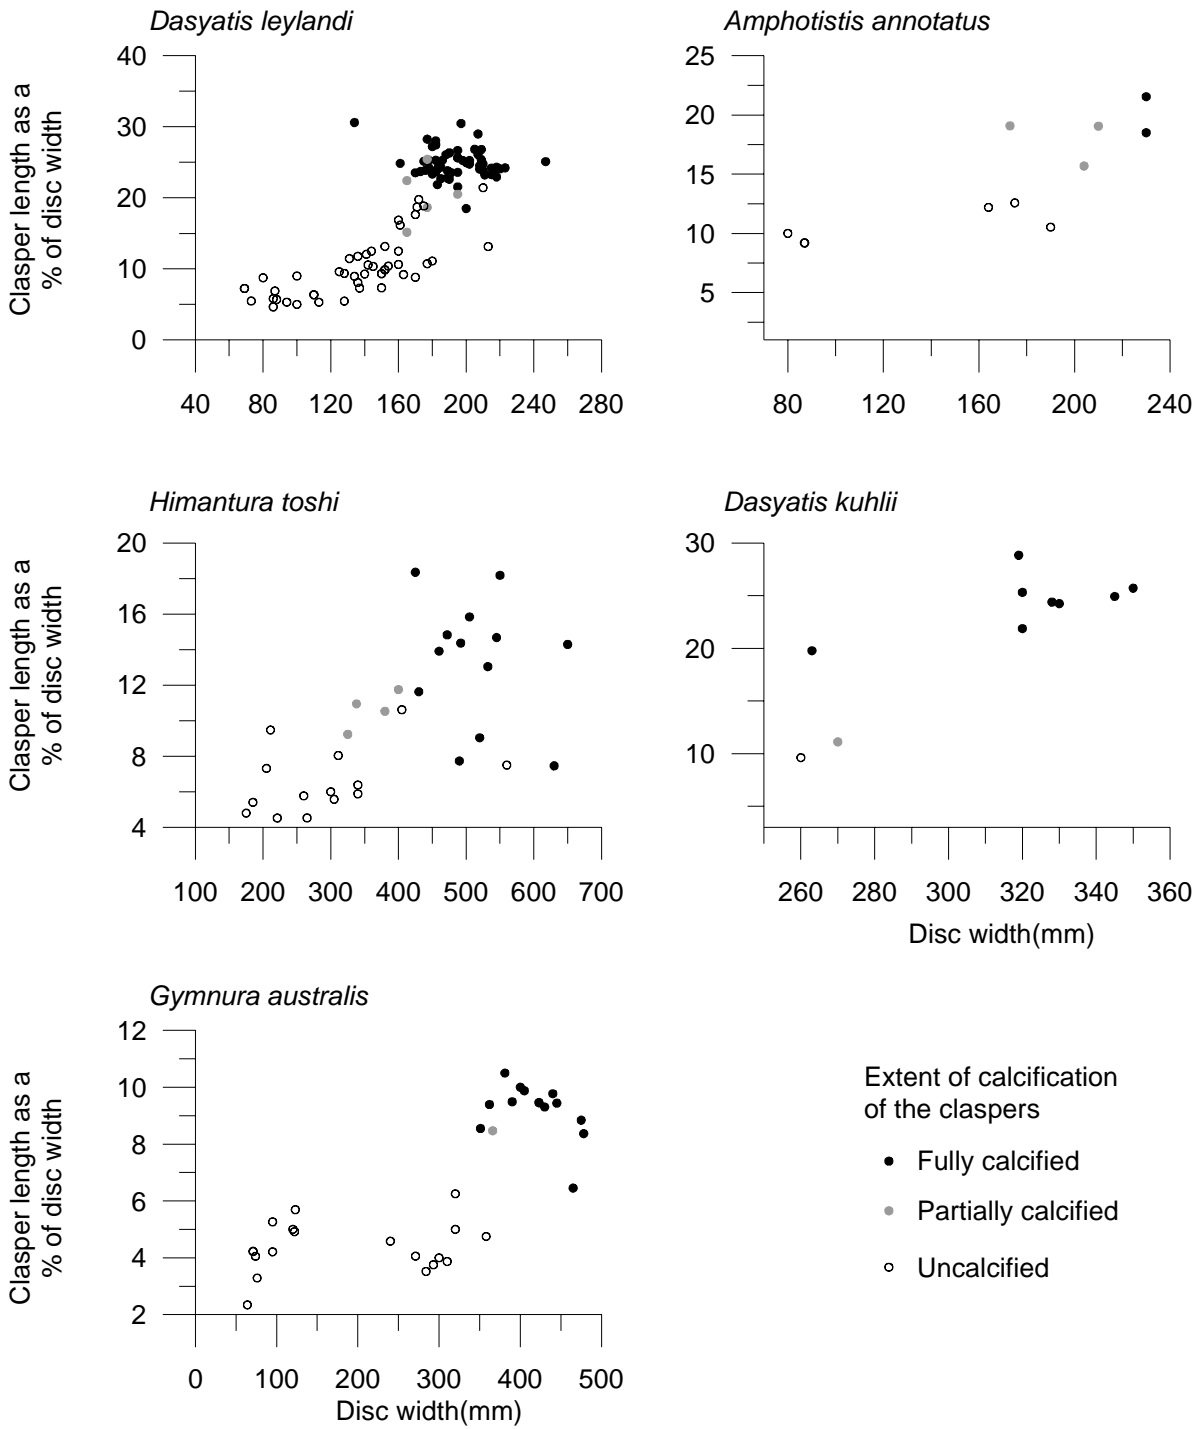 Dasyatis leylandi
Clasper length as a
% of disc width
40
30
20
10
0
40 80 120 160 200 240 280
Amphotistis annotatus
25
20
15
10
5
80 120 160 200 240
Himantura toshi
Clasper length as a
% of disc width
20
16
12
8
4
100 200 300 400 500 600 700
Dasyatis kuhlii
30
20
10
260 280 300 320 340 360
Disc width(mm)
Gymnura australis
Clasper length as a
% of disc width
12
10
8
6
4
2
0 100 200 300 400 500
Disc width(mm)
Extent of calcification
of the claspers
Fully calcified
Partially calcified
Uncalcified